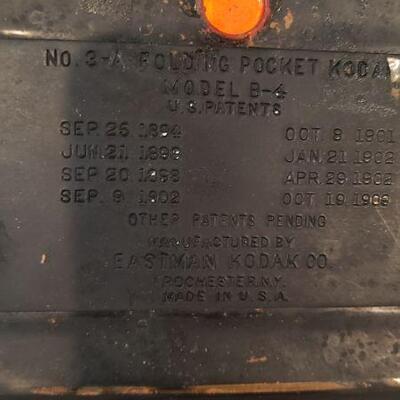 NO. 3-A FOLDING POCKET KODAK
MODEL B-4
U.S. PATENTS
SEP. 25 1894 OCT 8 1901
JUN. 21 1898 JAN. 21 1902
SEP 20 1898 APR. 29 1902
SEP. 9 1902 OCT 19 1909
OTHER PATENTS PENDING
MANUFACTURED BY
EASTMAN KODAK CO.
ROCHESTER, N.Y.
MADE IN U.S.A.